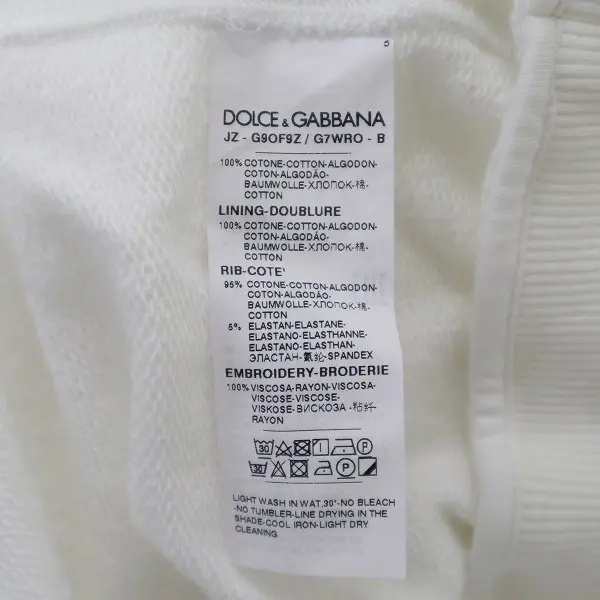 5
DOLCE & GABBANA
JZ - G9OF9Z / G7WRO - B
100% COTONE-COTTON-ALGODON-
COTON-ALGODÃO-
BAUMWOLLE-ХЛОПОК-棉-
COTTON
LINING-DOUBLURE
100% COTONE-COTTON-ALGODON-
COTON-ALGODÃO-
BAUMWOLLE-ХЛОПОК-棉-
COTTON
RIB-COTE'
95% COTONE-COTTON-ALGODON-
COTON-ALGODÃO-
BAUMWOLLE-ХЛОПОК-棉-
COTTON
5% ELASTAN-ELASTANE-
ELASTANO-ELASTHANNE-
ELASTANO-ELASTHAN-
ЭЛАСТАН-氨纶-SPANDEX
EMBROIDERY-BRODERIE
100% VISCOSA-RAYON-VISCOSA-
VISCOSE-VISCOSE-
VISKOSE-ВИСКОЗА-粘纤-
RAYON
30 P
30 P
LIGHT WASH IN WAT.30°-NO BLEACH
-NO TUMBLER-LINE DRYING IN THE
SHADE-COOL IRON-LIGHT DRY
CLEANING